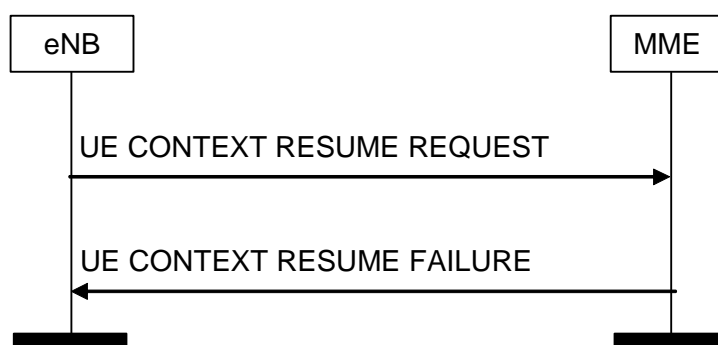 eNB
MME
UE CONTEXT RESUME REQUEST
UE CONTEXT RESUME FAILURE